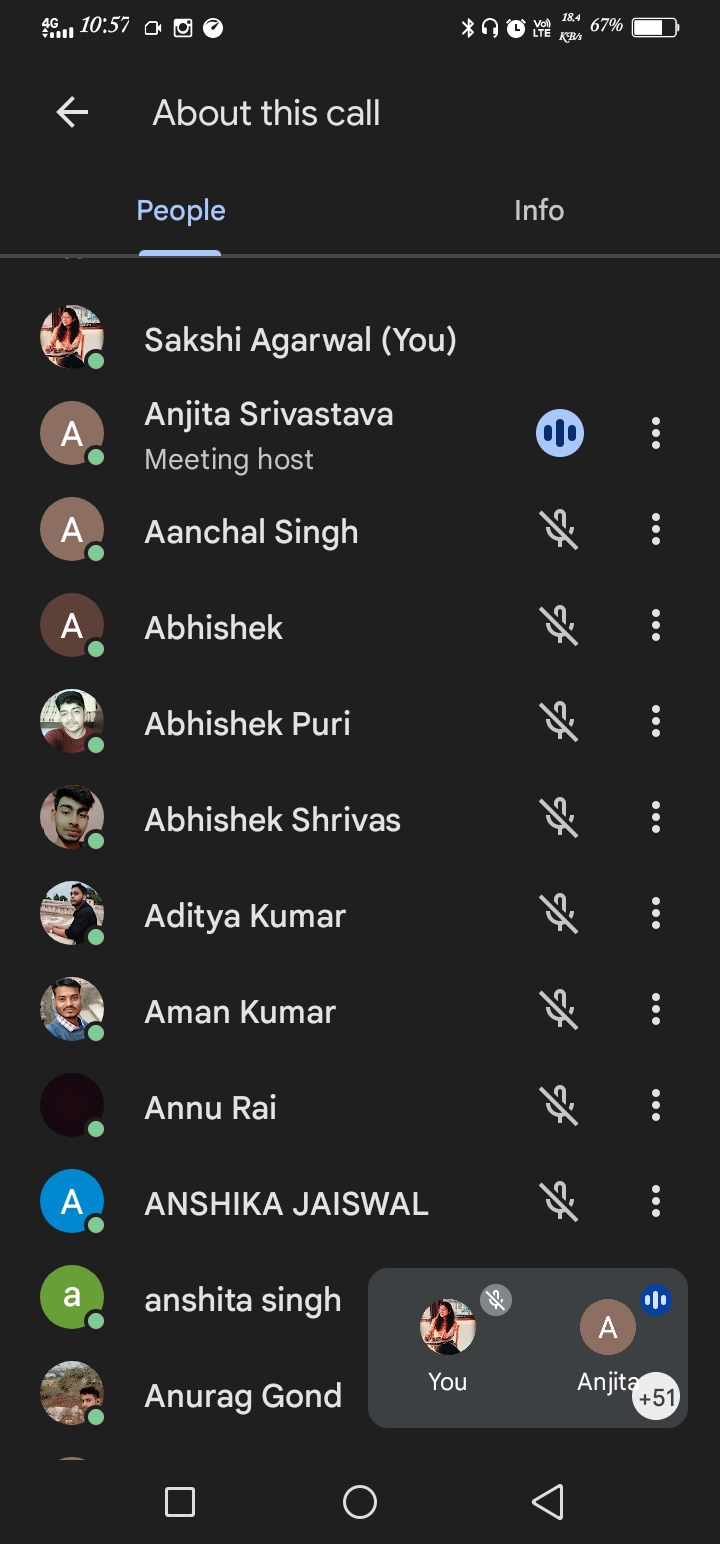 4G 10:57 Vo) LTE 18.4 KB/s 67%
About this call
People Info
Sakshi Agarwal (You)
A Anjita Srivastava
Meeting host
A Aanchal Singh
A Abhishek
Abhishek Puri
Abhishek Shrivas
Aditya Kumar
Aman Kumar
Annu Rai
A ANSHIKA JAISWAL
a anshita singh
A
You Anjita
Anurag Gond +51